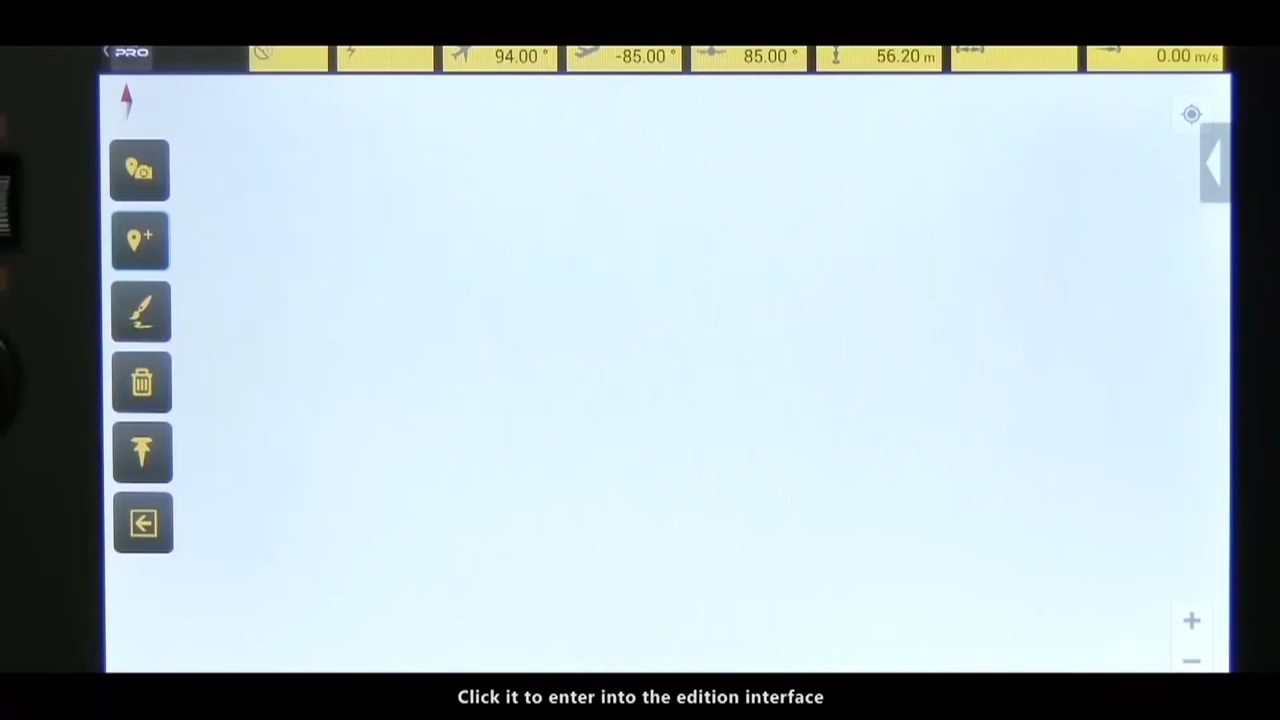 PRO
94.00 °
-85.00 °
85.00 °
56.20 m
0.00 m/s
Click it to enter into the edition interface